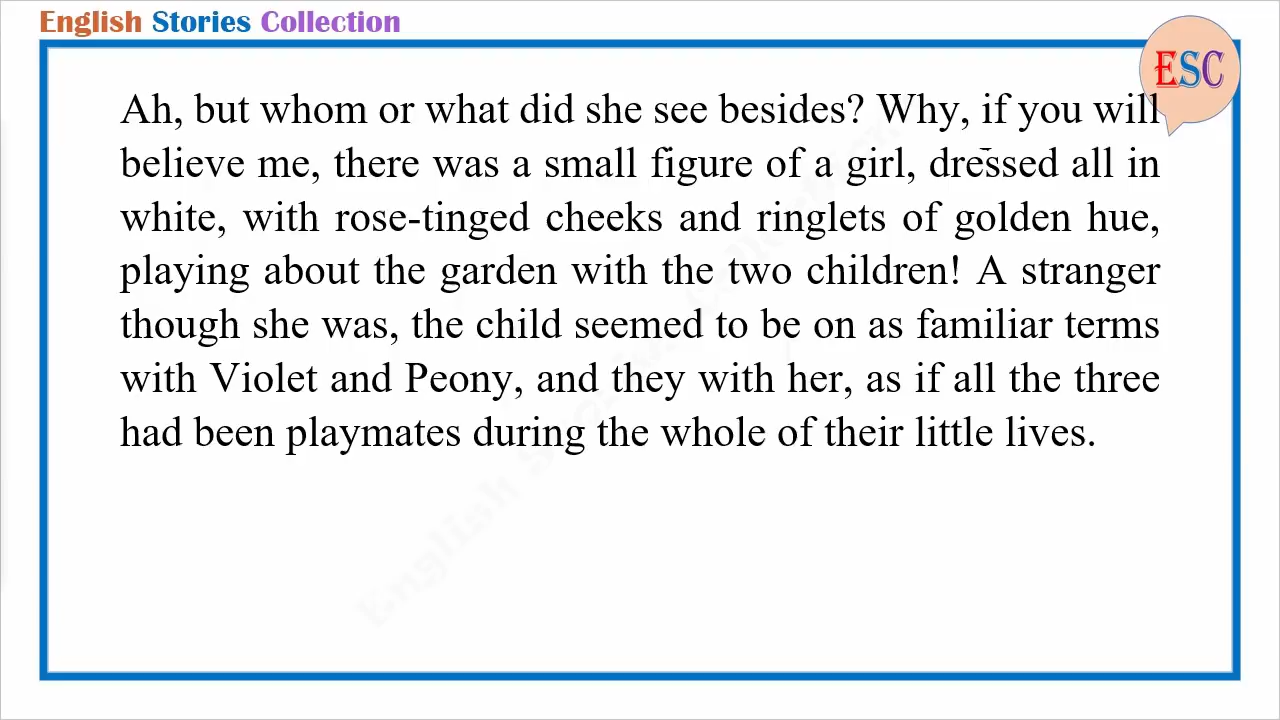 English Stories Collection
ESC
Ah, but whom or what did she see besides? Why, if you will
believe me, there was a small figure of a girl, dressed all in
white, with rose-tinged cheeks and ringlets of golden hue,
playing about the garden with the two children! A stranger
though she was, the child seemed to be on as familiar terms
with Violet and Peony, and they with her, as if all the three
had been playmates during the whole of their little lives.
English Stories Collection